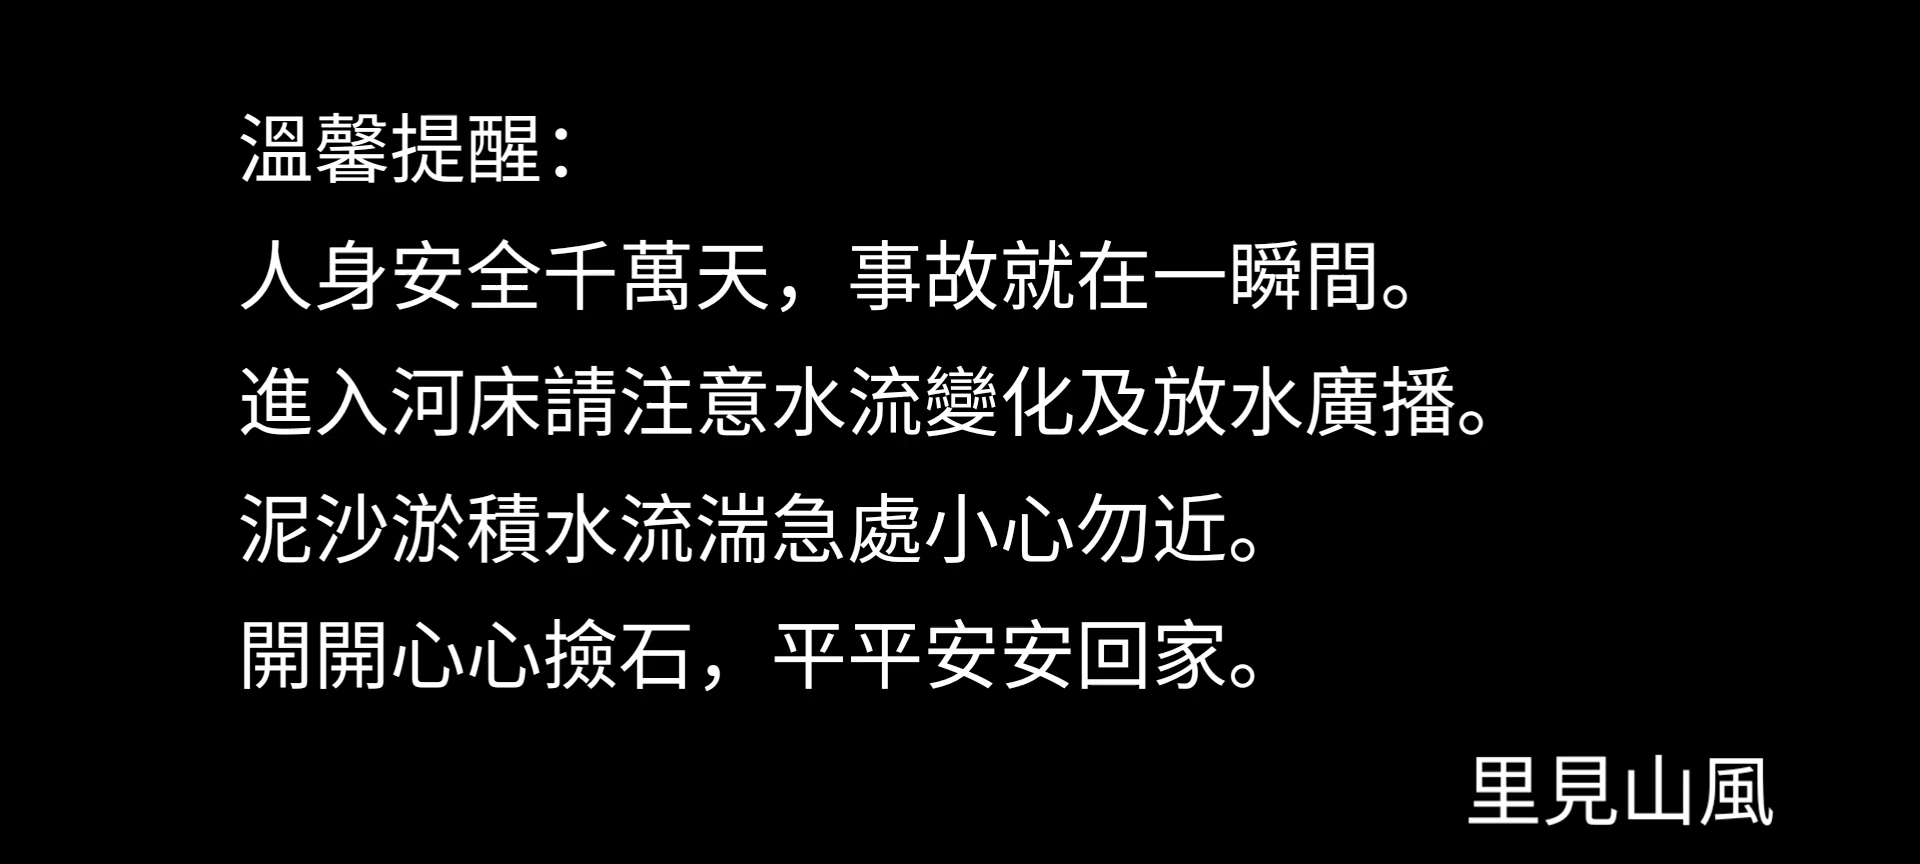 溫馨提醒：
人身安全千萬天，事故就在一瞬間。
進入河床請注意水流變化及放水廣播。
泥沙淤積水流湍急處小心勿近。
開開心心撿石，平平安安回家。
里見山風